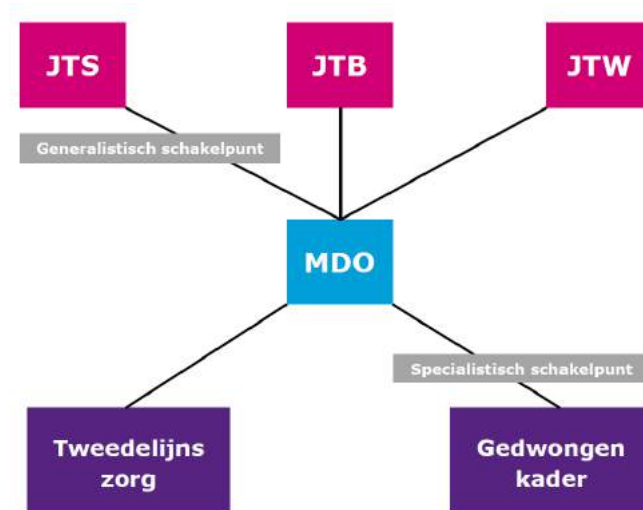 JTS
JTB
JTW
Generalistisch schakelpunt
MDO
Specialistisch schakelpunt
Tweedelijns
zorg
Gedwongen
kader